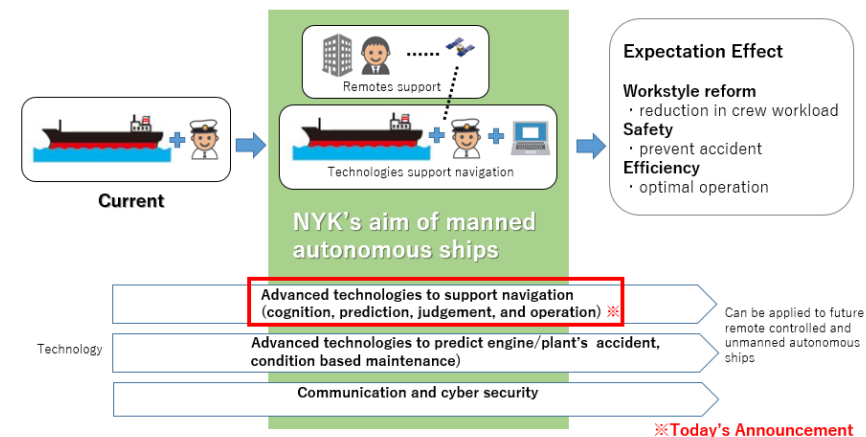 Remotes support
Technologies support navigation
Current
NYK's aim of manned
autonomous ships
Expectation Effect
Workstyle reform
・reduction in crew workload
Safety
・prevent accident
Efficiency
・optimal operation
Technology
Advanced technologies to support navigation
(cognition, prediction, judgement, and operation) ※
Advanced technologies to predict engine/plant's accident,
condition based maintenance)
Communication and cyber security
Can be applied to future
remote controlled and
unmanned autonomous
ships
※Today's Announcement